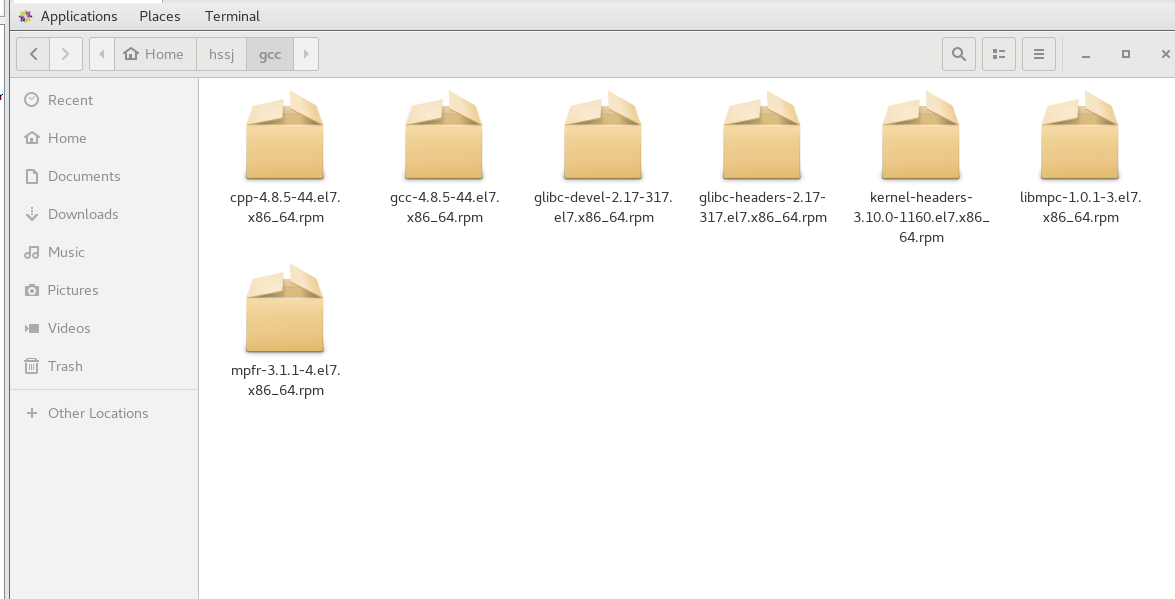 Applications Places Terminal
Home hssj gcc
Recent
Home
Documents
Downloads
Music
Pictures
Videos
Trash
Other Locations
cpp-4.8.5-44.el7.
x86_64.rpm
gcc-4.8.5-44.el7.
x86_64.rpm
glibc-devel-2.17-317.
el7.x86_64.rpm
glibc-headers-2.17-
317.el7.x86_64.rpm
kernel-headers-
3.10.0-1160.el7.x86_
64.rpm
libmpc-1.0.1-3.el7.
x86_64.rpm
mpfr-3.1.1-4.el7.
x86_64.rpm